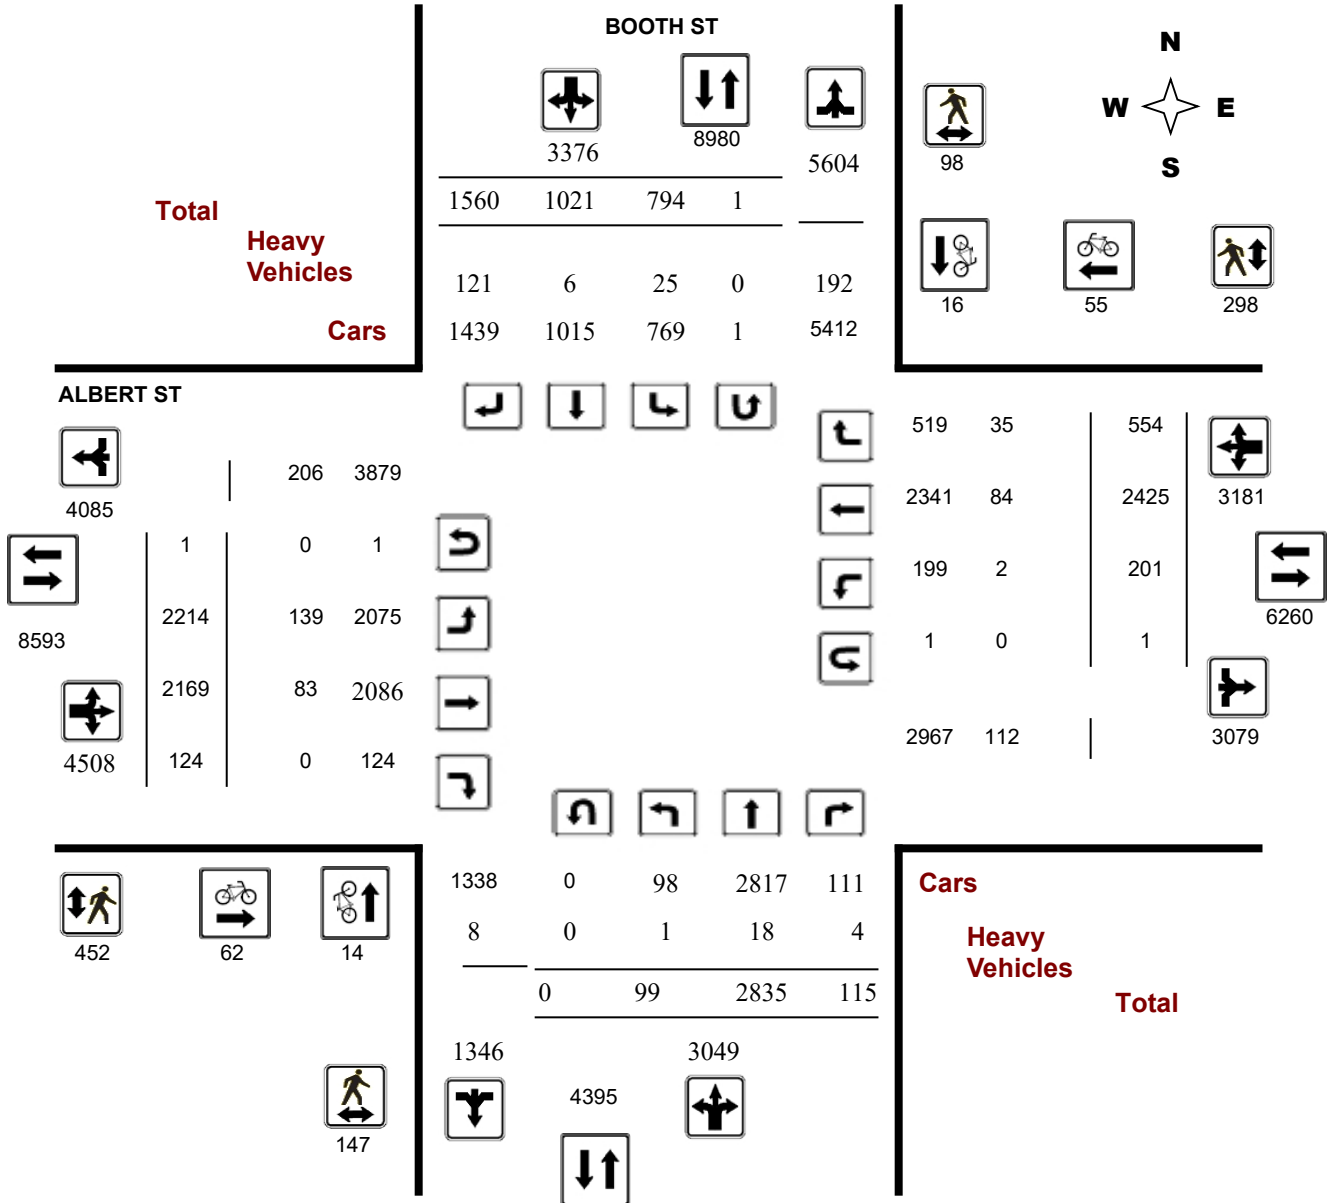 BOOTH ST
N
W E
S
3376 8980 5604 98
1560 1021 794 1
Total
Heavy
Vehicles
121 6 25 0 192
16 55 298
Cars
1439 1015 769 1 5412
ALBERT ST
519 35 554
206 3879
4085
2341 84 2425 3181
1 0 1
199 2 201
6260
2214 139 2075
8593
1 0 1
2169 83 2086
2967 112 3079
4508 124 0 124
1338 0 98 2817 111
Cars
8 0 1 18 4
Heavy
Vehicles
452 62 14
0 99 2835 115
Total
1346 3049
4395
147